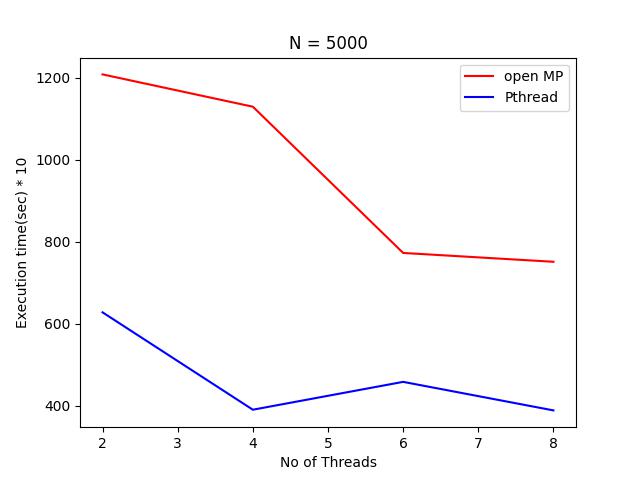 N = 5000
open MP
Pthread
1200
1000
800
600
400
Execution time(sec) * 10
2 3 4 5 6 7 8
No of Threads